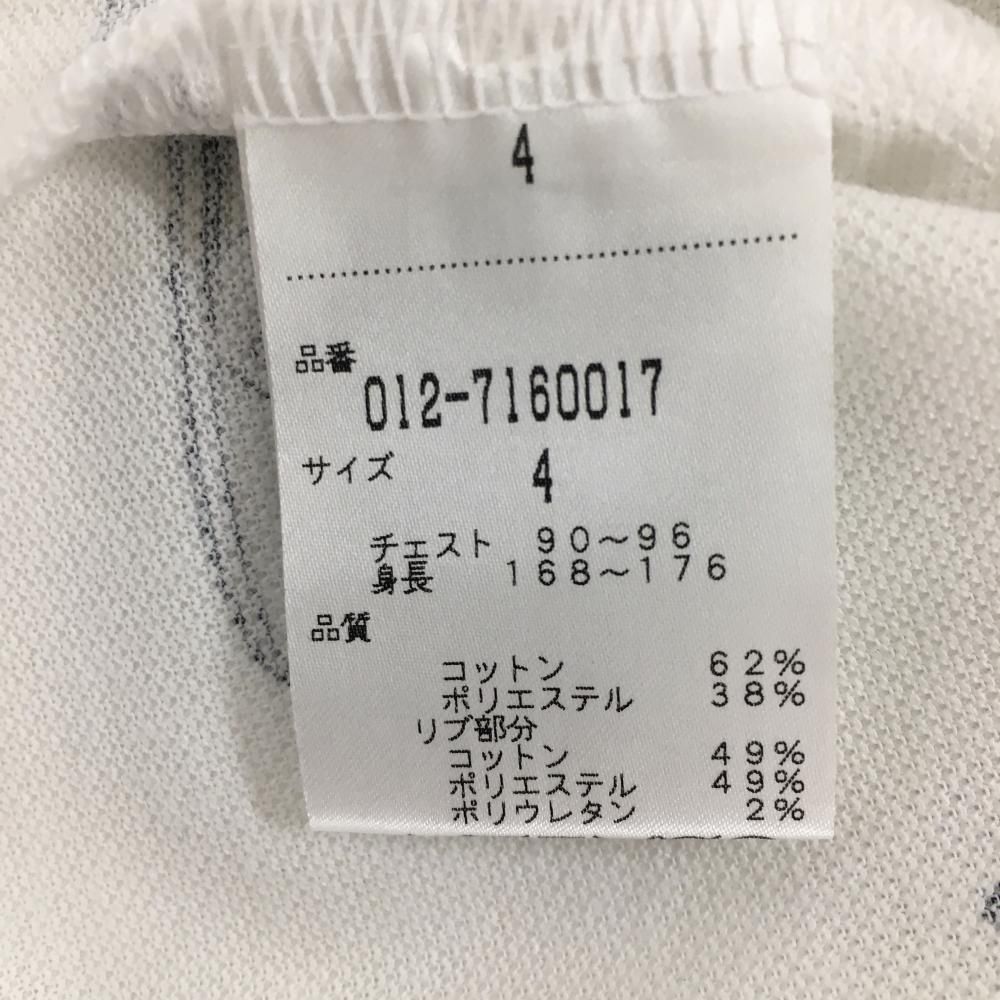 4
品番
012-7160017
サイズ 4
チェスト 90～96
身長 168～176
品質
コットン 62%
ポリエステル 38%
リブ部分
コットン 49%
ポリエステル 49%
ポリウレタン 2%